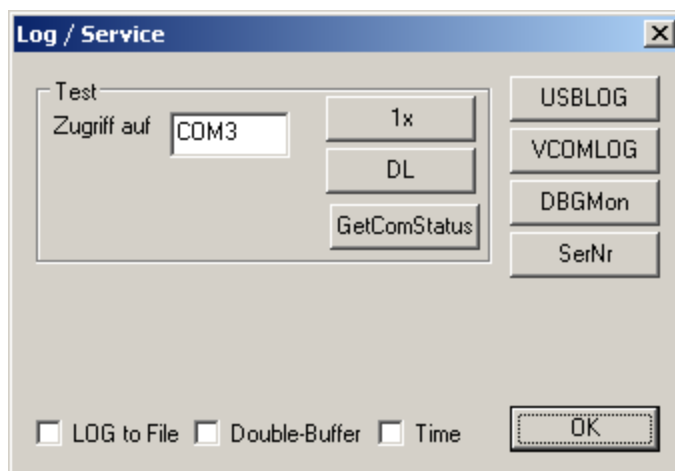 Log / Service
Test
Zugriff auf COM3
1x
DL
GetComStatus
USBLOG
VCOMLOG
DBGMon
SerNr
LOG to File Double-Buffer Time
OK